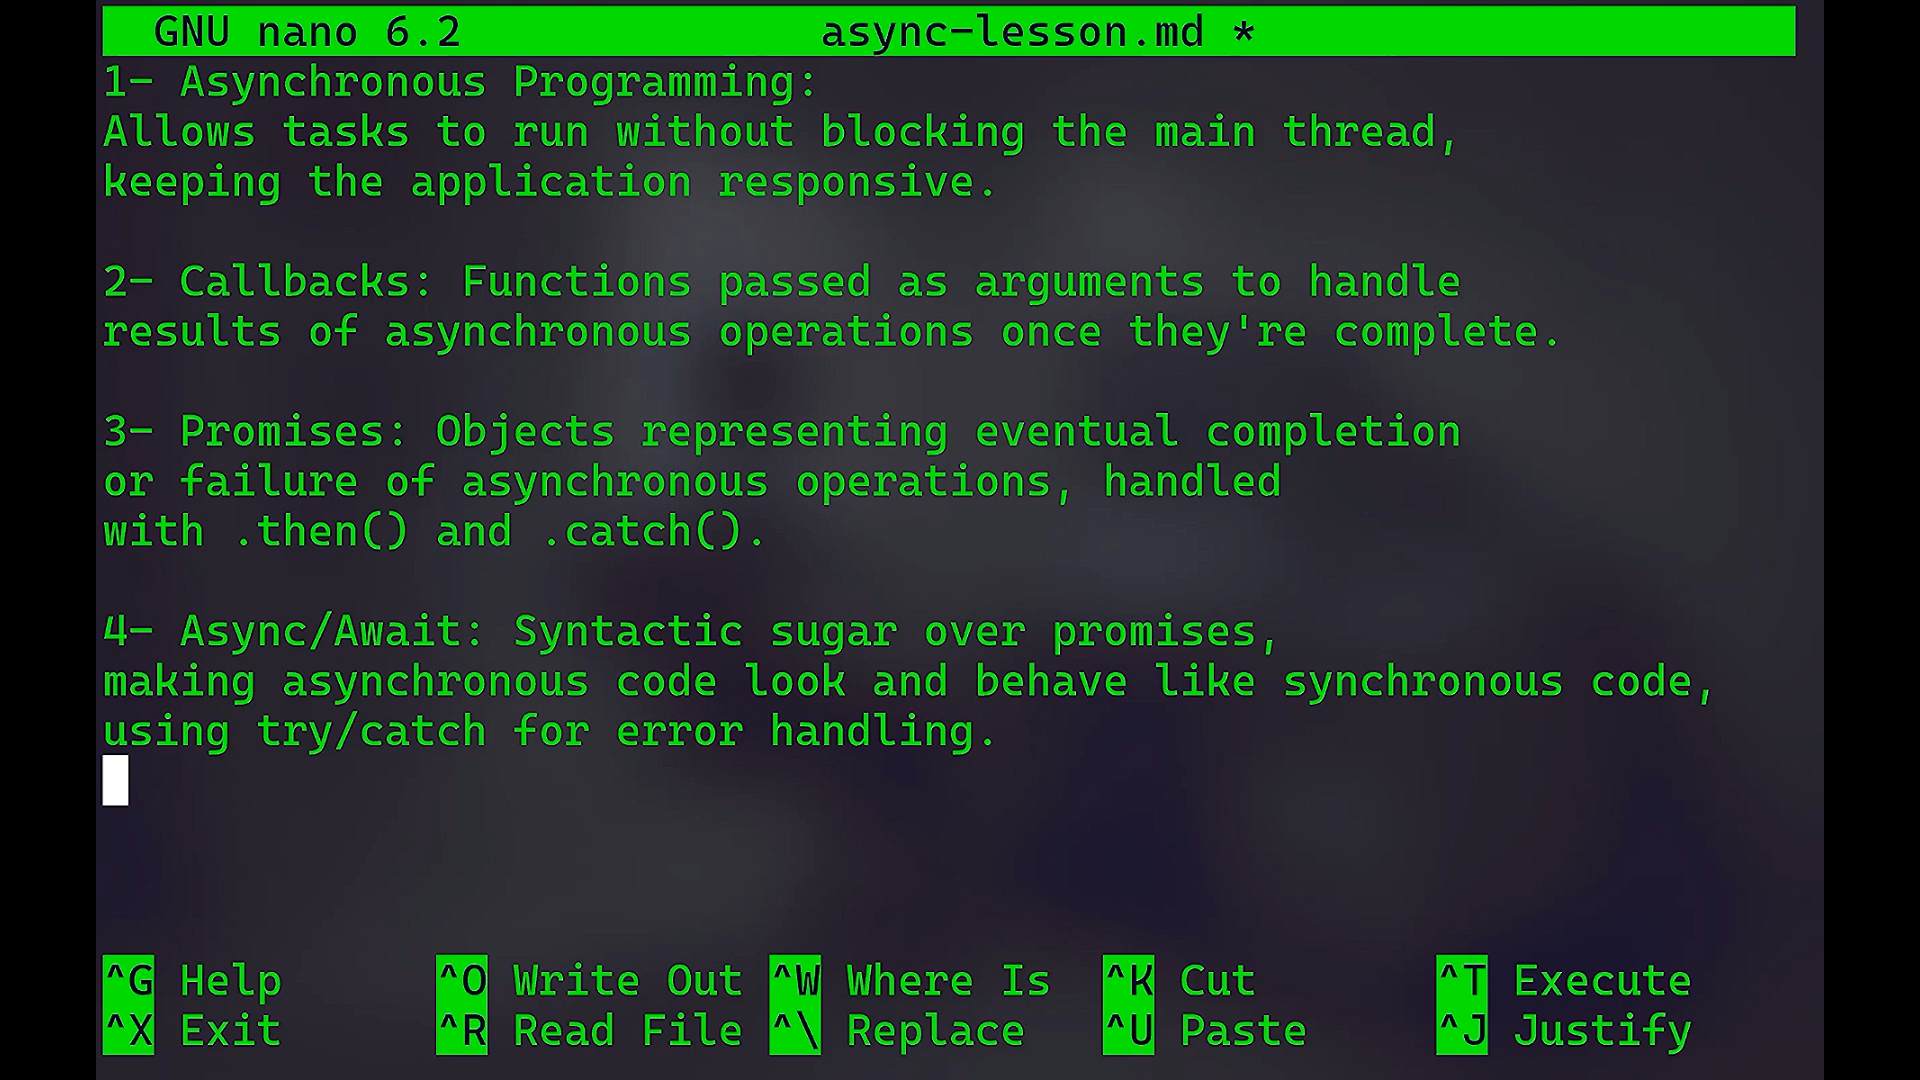 GNU nano 6.2 async-lesson.md *
1- Asynchronous Programming:
Allows tasks to run without blocking the main thread,
keeping the application responsive.
2- Callbacks: Functions passed as arguments to handle
results of asynchronous operations once they're complete.
3- Promises: Objects representing eventual completion
or failure of asynchronous operations, handled
with .then() and .catch().
4- Async/Await: Syntactic sugar over promises,
making asynchronous code look and behave like synchronous code,
using try/catch for error handling.
^G Help ^O Write Out ^W Where Is ^K Cut ^T Execute
^X Exit ^R Read File ^\ Replace ^U Paste ^J Justify